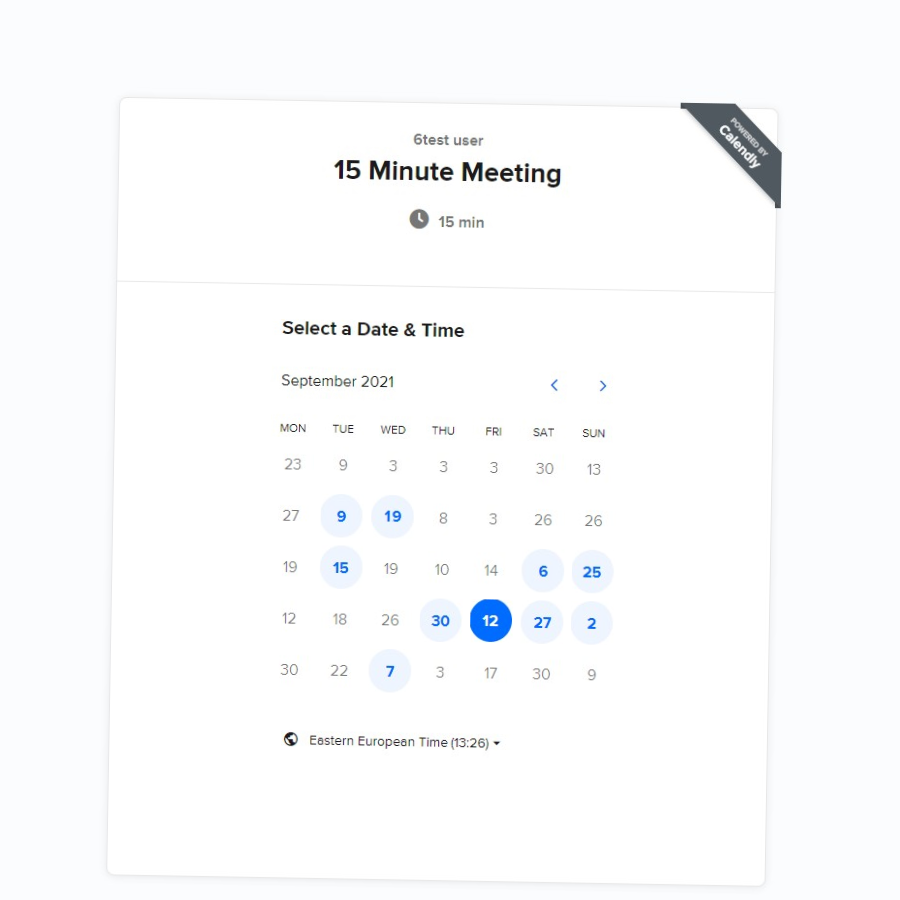 POWERED BY
Calendly
6test user
15 Minute Meeting
15 min
Select a Date & Time
September 2021
MON TUE WED THU FRI SAT SUN
23 9 3 3 3 30 13
27 9 19 8 3 26 26
19 15 19 10 14 6 25
12 18 26 30 12 27 2
30 22 7 3 17 30 9
Eastern European Time (13:26)